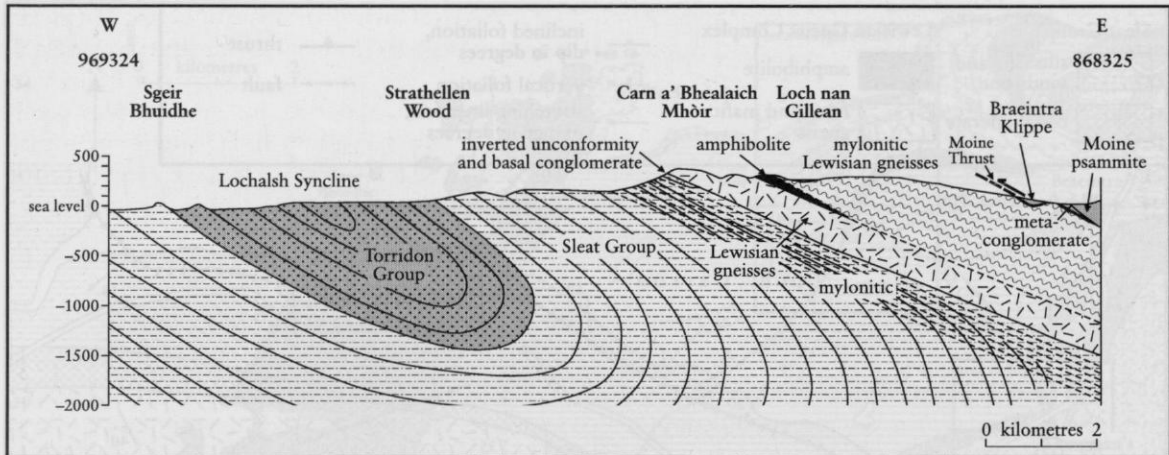 W
E
969324
868325
Sgeir
Bhuidhe
Strathellen
Wood
Carn a' Bhealaich
Mhòir
Loch nan
Gillean
Braeintra
Klippe
inverted unconformity
and basal conglomerate
amphibolite
mylonitic
Lewisian gneisses
Moine
Thrust
Moine
psammite
500
sea level 0
−500
−1000
−1500
−2000
Lochalsh Syncline
Torridon
Group
Sleat Group
Lewisian
gneisses
mylonitic
meta-
conglomerate
0 kilometres 2